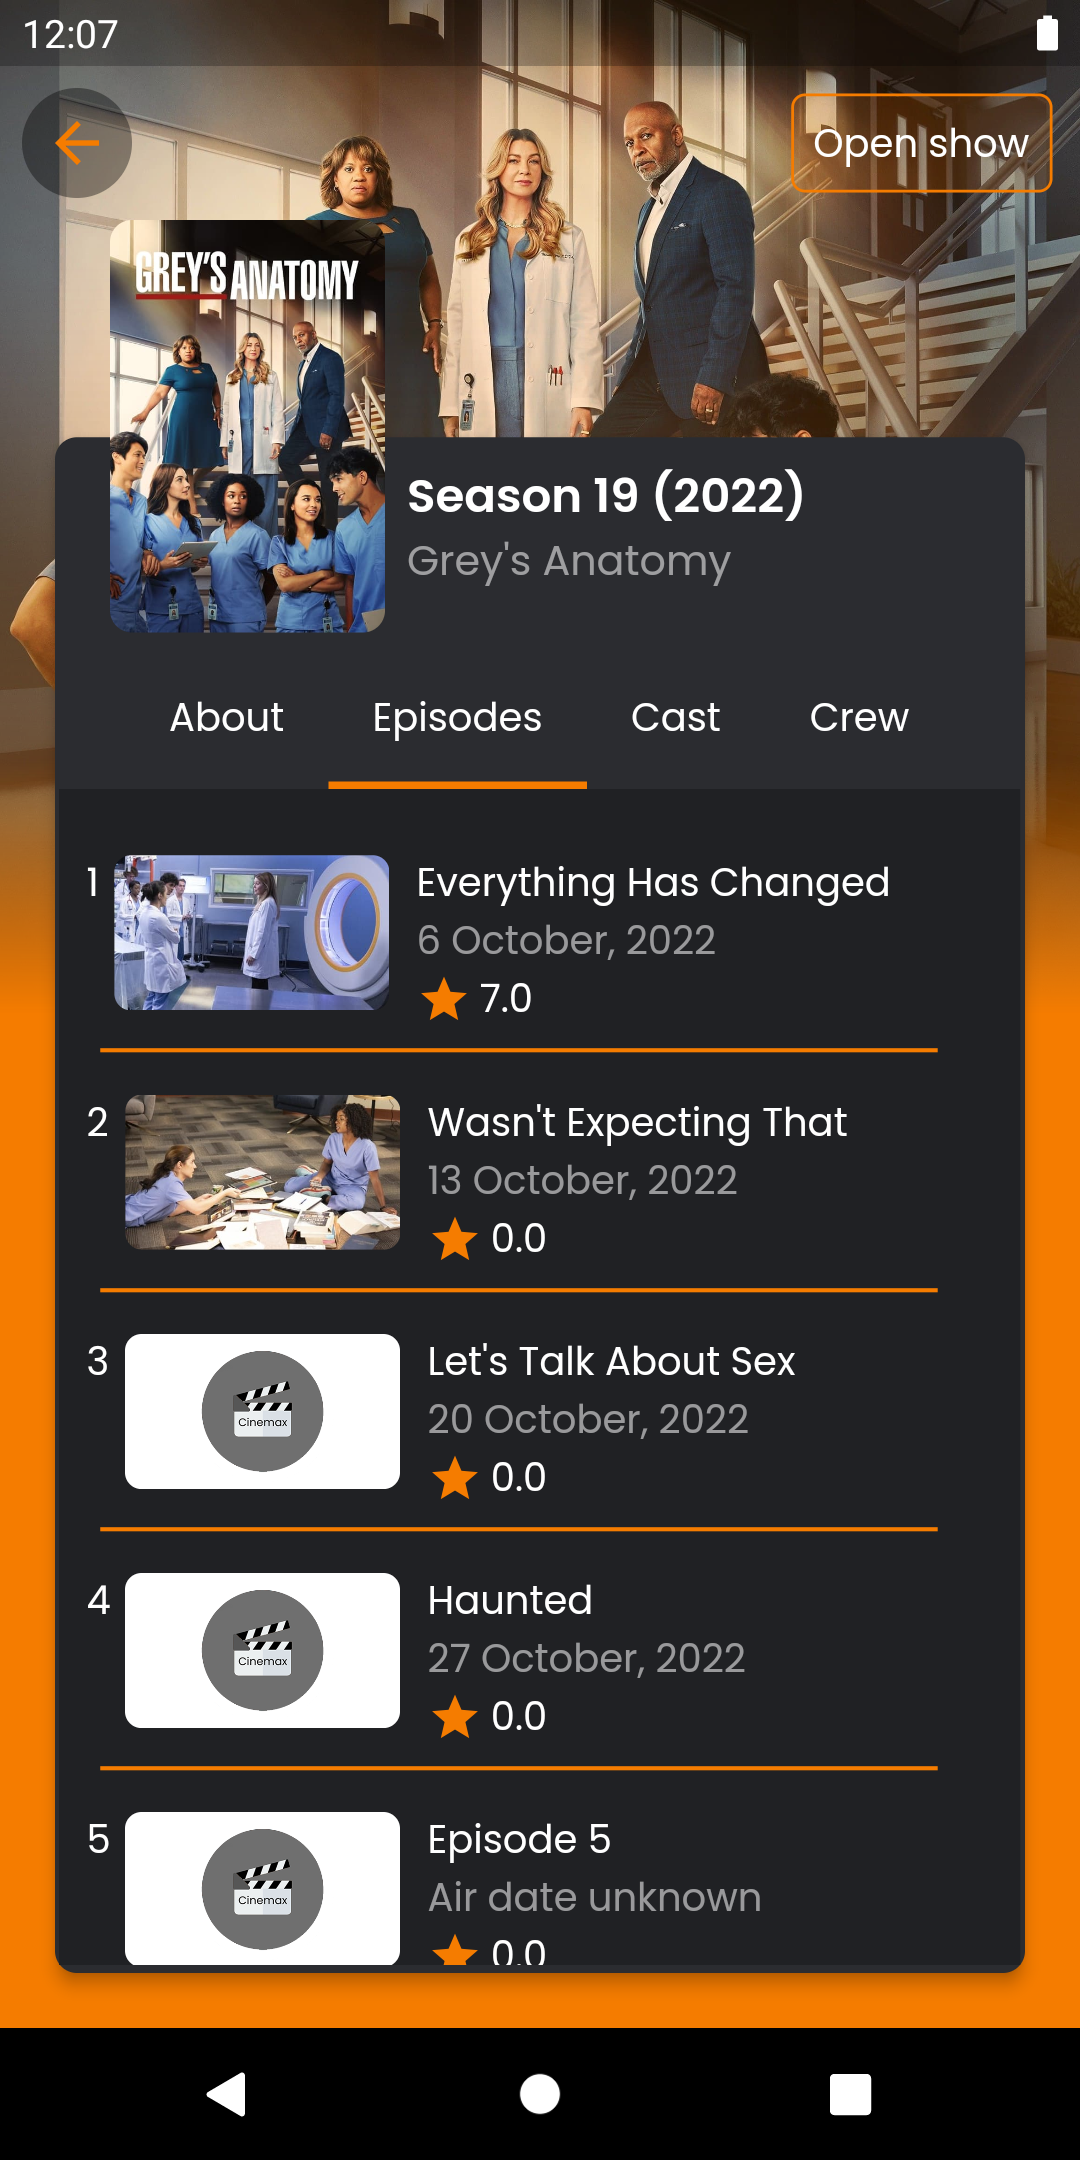 12:07
Open show
GREY'S ANATOMY
Season 19 (2022)
Grey's Anatomy
About Episodes Cast Crew
1 Everything Has Changed
6 October, 2022
7.0
2 Wasn't Expecting That
13 October, 2022
0.0
3 Let's Talk About Sex
Cinemax
20 October, 2022
0.0
4 Haunted
Cinemax
27 October, 2022
0.0
5 Episode 5
Cinemax
Air date unknown
0.0